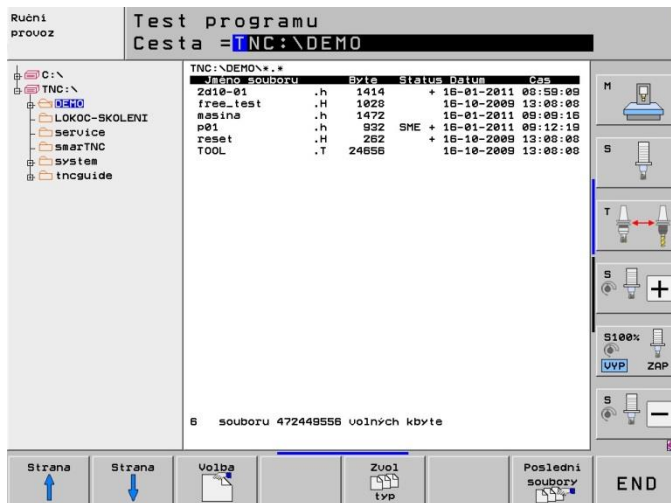 Ruční
provoz
Test programu
Cesta =TNC:\DEMO
C:\
TNC:\
DEMO
LOKOC-SKOLENI
service
smarTNC
system
tncguide
TNC:\DEMO\*.*
Jméno souboru Byte Status Datum Čas
2d10-01 .h 1414 + 16-01-2011 08:59:09
free_test .H 1028 16-10-2009 13:08:08
masina .h 1472 16-01-2011 09:09:16
p01 .h 932 SME + 16-01-2011 09:12:19
reset .H 262 + 16-10-2009 13:08:08
TOOL .T 24656 16-10-2009 13:08:08
6 souboru 472449556 volných kbyte
M
S
T
S
+
S100%
VYP ZAP
S
-
Strana
Strana
Volba
Zvol
typ
Poslední
soubory
END